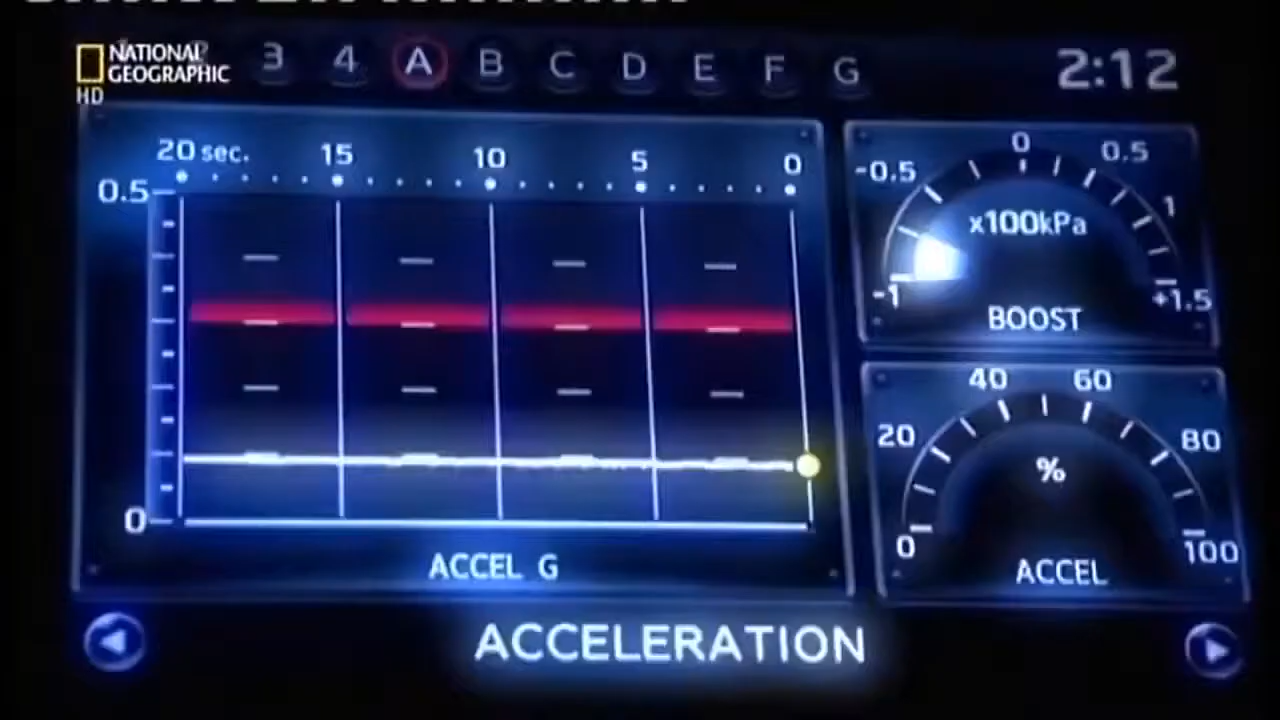 NATIONAL
GEOGRAPHIC
HD
3 4 A B C D E F G
2:12
20 sec. 15 10 5 0
0.5
0
ACCEL G
-0.5 0 0.5 1
x100kPa
-1 +1.5
BOOST
40 60
20 80
%
0 100
ACCEL
ACCELERATION